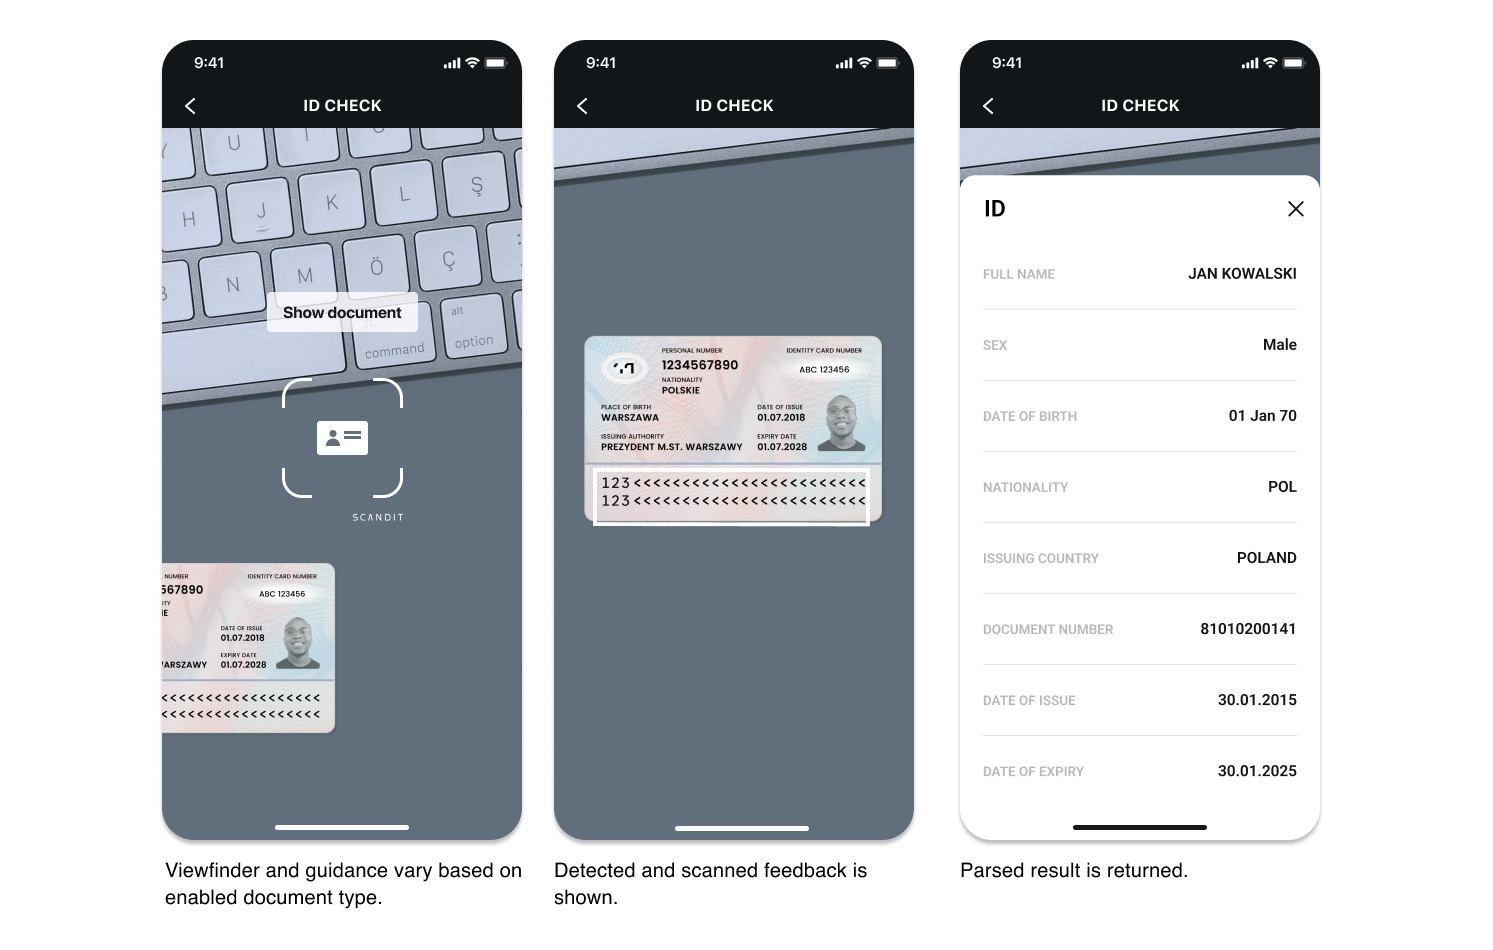 9:41
ID CHECK
Y U I
H J K L Ş
N M Ö Ç
Show document
alt
command option
SCANDIT
NUMBER IDENTITY CARD NUMBER
567890 ABC 123456
ITY
IE
DATE OF ISSUE
01.07.2018
EXPIRY DATE
WARSZAWY 01.07.2028
<<<<<<<<<<<<<<<<<<<
<<<<<<<<<<<<<<<<<<<
Viewfinder and guidance vary based on
enabled document type.
9:41
ID CHECK
PERSONAL NUMBER IDENTITY CARD NUMBER
1234567890 ABC 123456
NATIONALITY
POLSKIE
PLACE OF BIRTH DATE OF ISSUE
WARSZAWA 01.07.2018
ISSUING AUTHORITY EXPIRY DATE
PREZYDENT M.ST. WARSZAWY 01.07.2028
123<<<<<<<<<<<<<<<<<<<<<<<<
123<<<<<<<<<<<<<<<<<<<<<<<<
Detected and scanned feedback is
shown.
9:41
ID CHECK
ID
FULL NAME JAN KOWALSKI
SEX Male
DATE OF BIRTH 01 Jan 70
NATIONALITY POL
ISSUING COUNTRY POLAND
DOCUMENT NUMBER 81010200141
DATE OF ISSUE 30.01.2015
DATE OF EXPIRY 30.01.2025
Parsed result is returned.